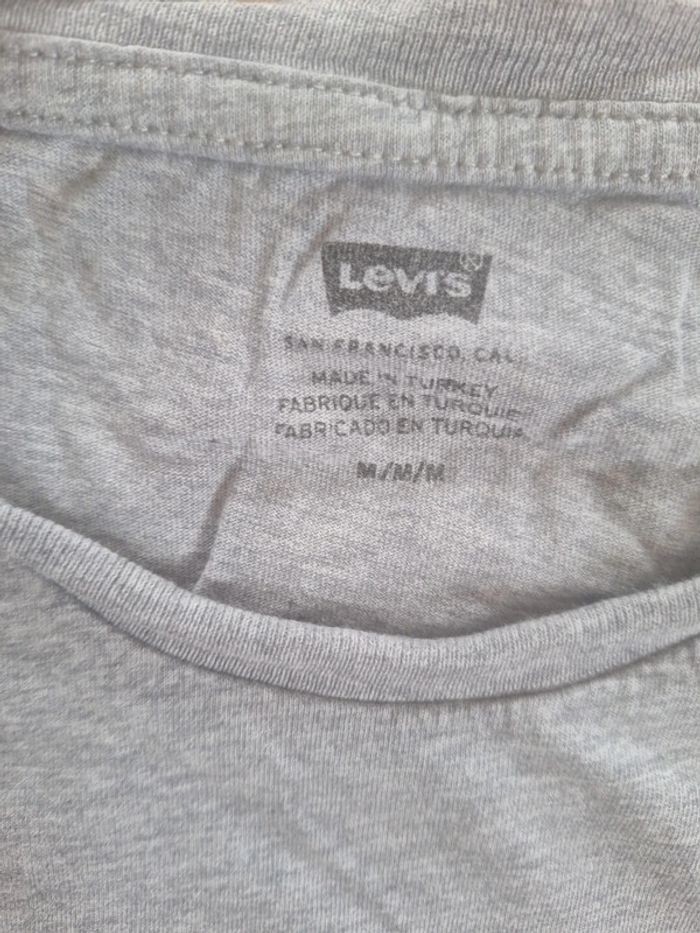 LEVI'S®
SAN FRANCISCO, CAL.
MADE IN TURKEY
FABRIQUE EN TURQUIE
FABRICADO EN TURQUIA
M/M/M